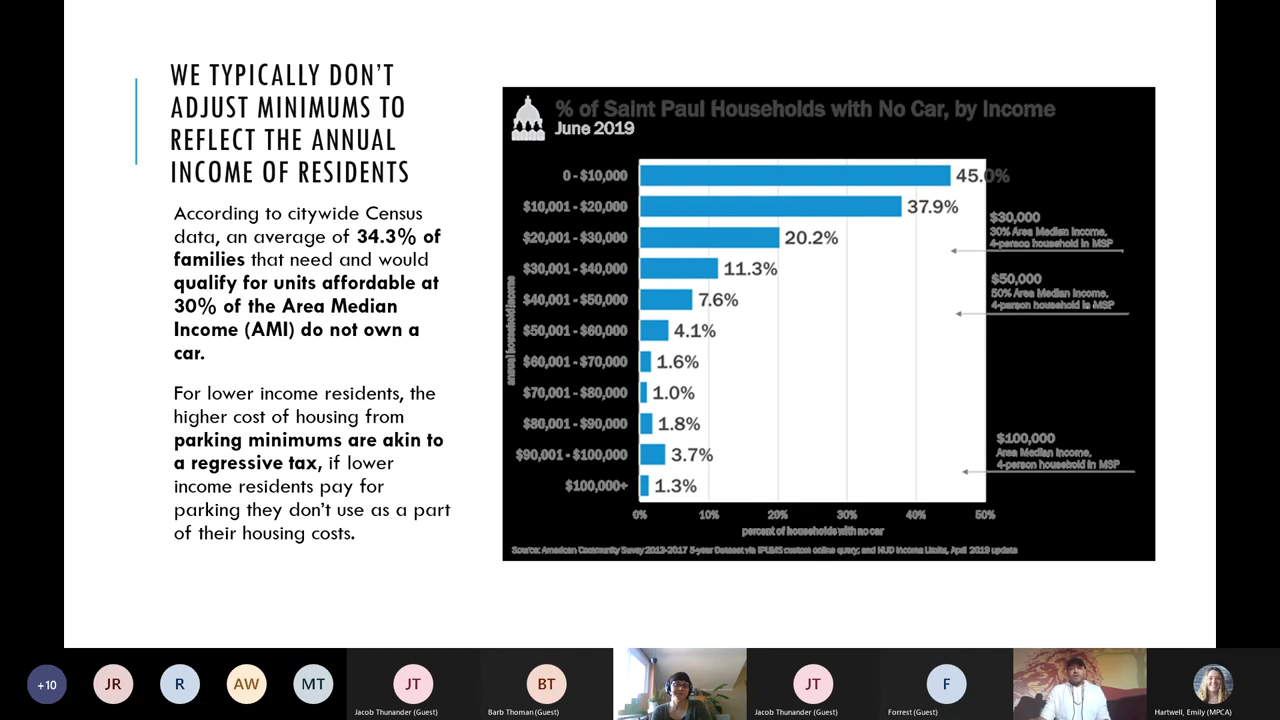 WE TYPICALLY DON'T
ADJUST MINIMUMS TO
REFLECT THE ANNUAL
INCOME OF RESIDENTS
According to citywide Census
data, an average of 34.3% of
families that need and would
qualify for units affordable at
30% of the Area Median
Income (AMI) do not own a
car.
For lower income residents, the
higher cost of housing from
parking minimums are akin to
a regressive tax, if lower
income residents pay for
parking they don't use as a part
of their housing costs.
% of Saint Paul Households with No Car, by Income
June 2019
annual household income
0 - $10,000 45.0%
$10,001 - $20,000 37.9%
$20,001 - $30,000 20.2%
$30,001 - $40,000 11.3%
$40,001 - $50,000 7.6%
$50,001 - $60,000 4.1%
$60,001 - $70,000 1.6%
$70,001 - $80,000 1.0%
$80,001 - $90,000 1.8%
$90,001 - $100,000 3.7%
$100,000+ 1.3%
$30,000
30% Area Median Income,
4-person household in MSP
$50,000
50% Area Median Income,
4-person household in MSP
$100,000
Area Median Income,
4-person household in MSP
0% 10% 20% 30% 40% 50%
percent of households with no car
Source: American Community Survey 2013-2017 5-year Dataset via IPUMS custom online query; and HUD Income Limits, April 2019 update
+10 JR R AW MT JT BT JT F
Jacob Thunander (Guest) Barb Thoman (Guest) Jacob Thunander (Guest) Forrest (Guest) Hartwell, Emily (MPCA)